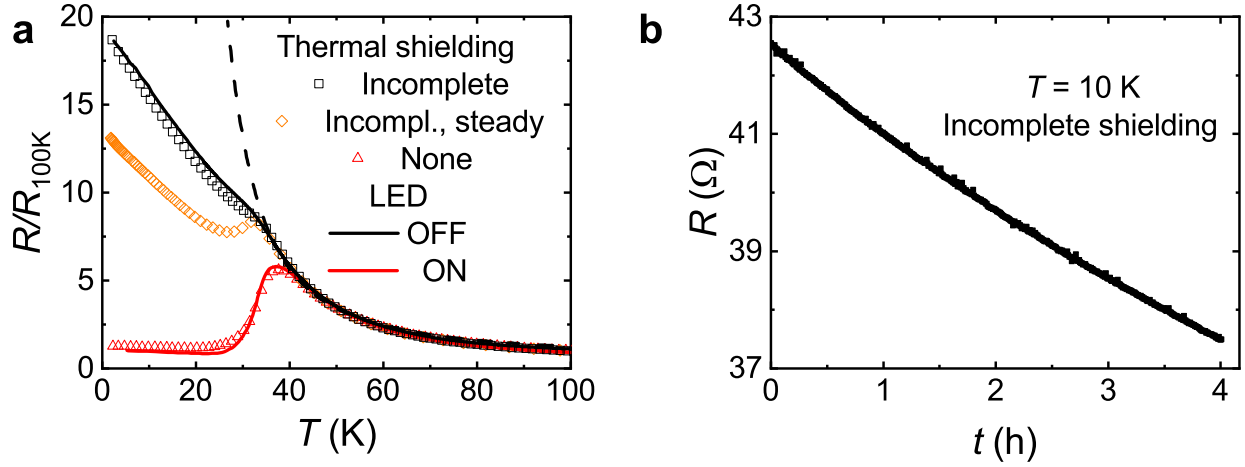 a
20
15
10
5
0
R/R100K
Thermal shielding
Incomplete
Incompl., steady
None
LED
OFF
ON
0 20 40 60 80 100
T (K)
b
43
41
39
37
R (Ω)
T = 10 K
Incomplete shielding
0 1 2 3 4
t (h)